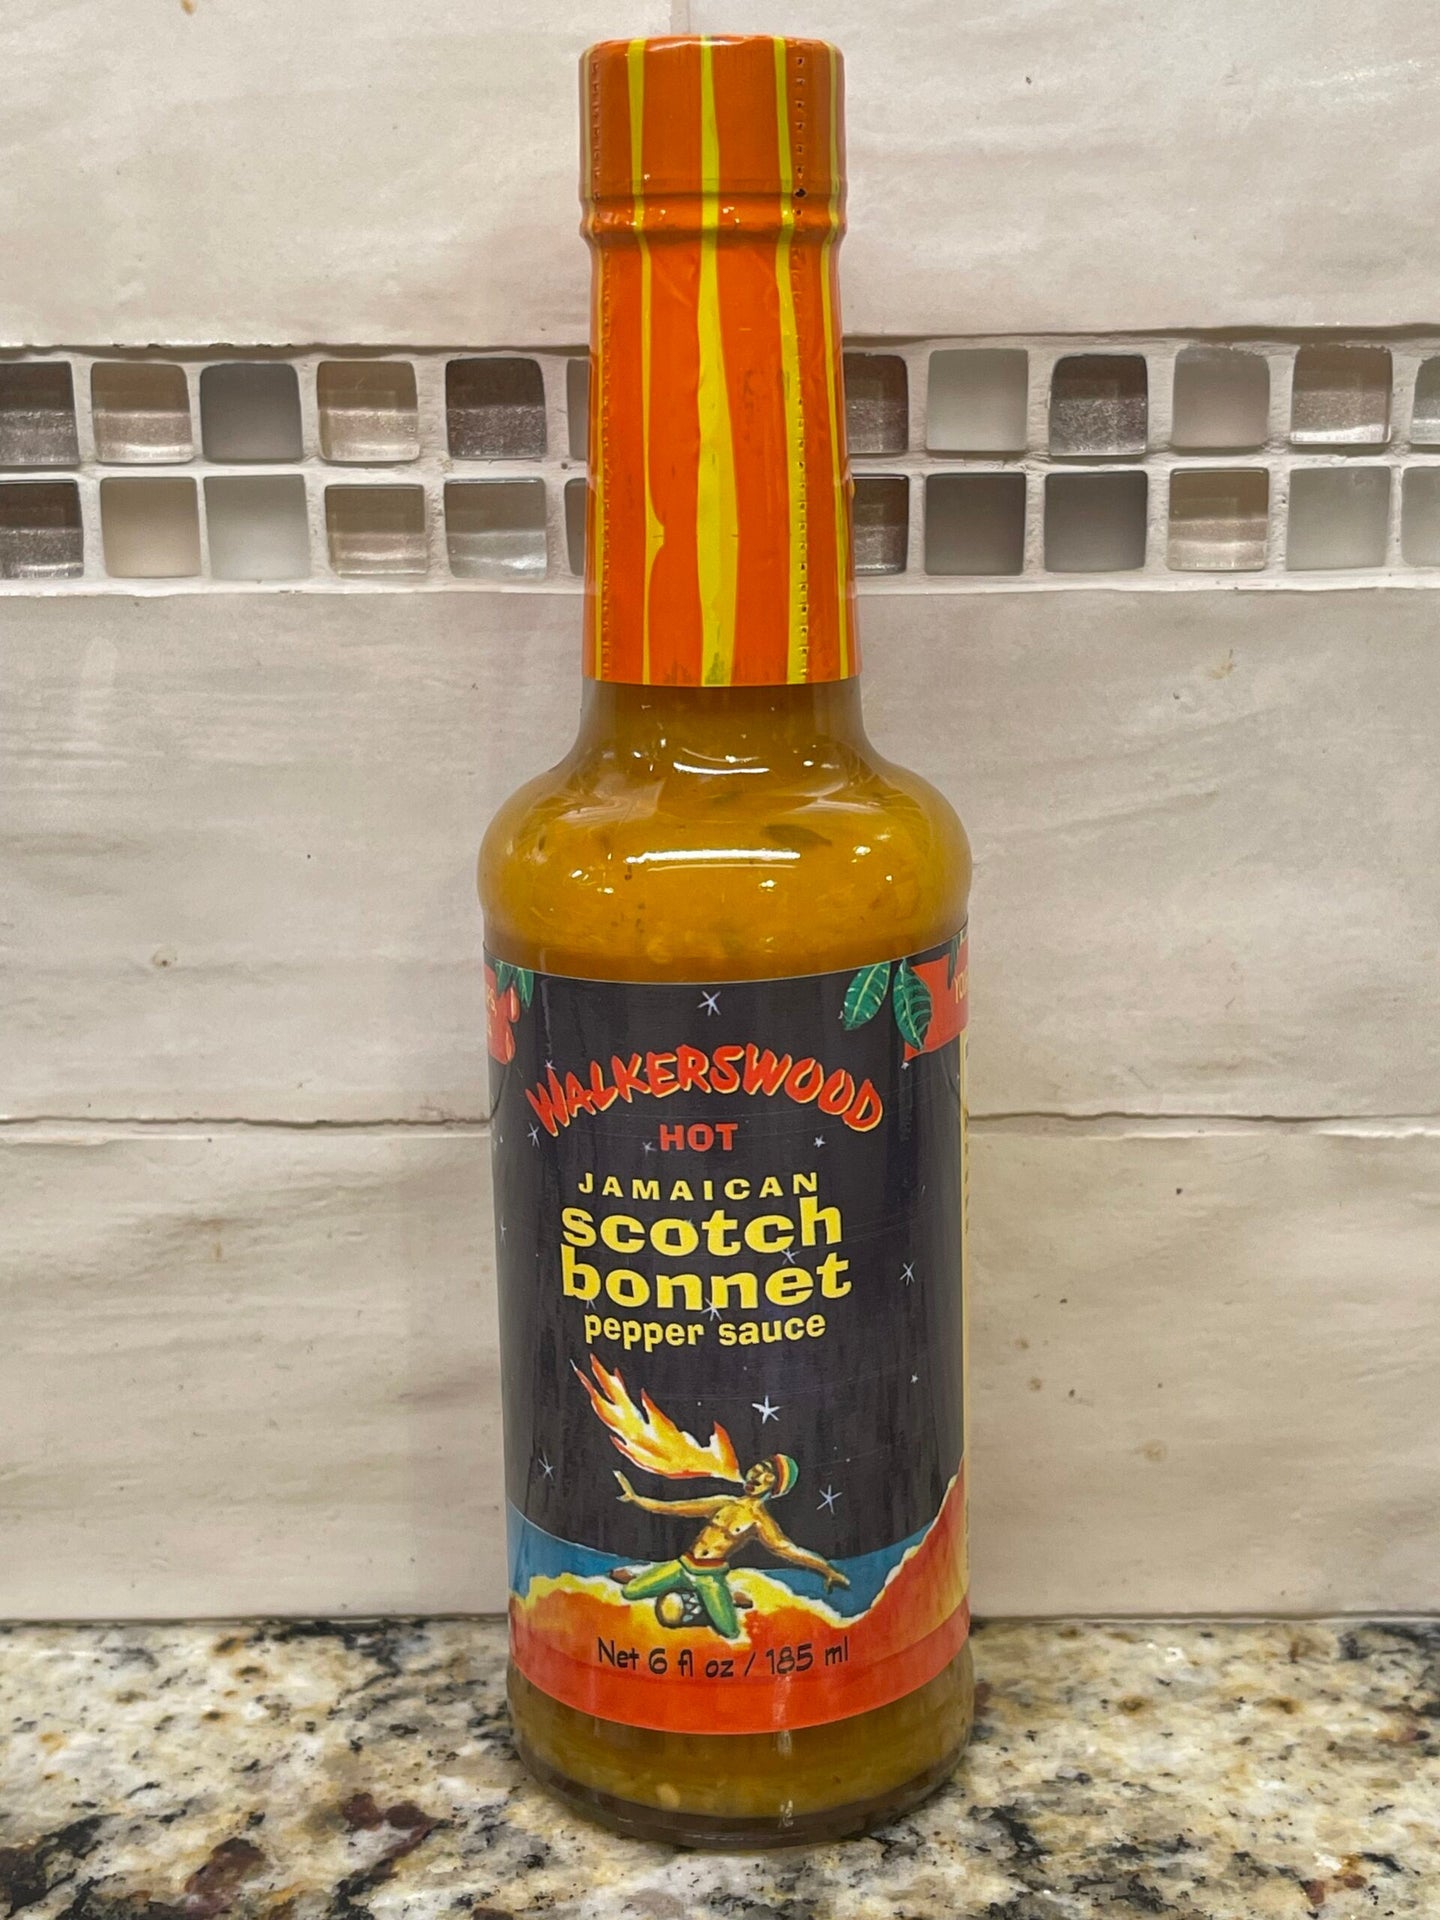 WALKERSWOOD
HOT
JAMAICAN
scotch
bonnet
pepper sauce
Net 6 fl oz / 185 ml